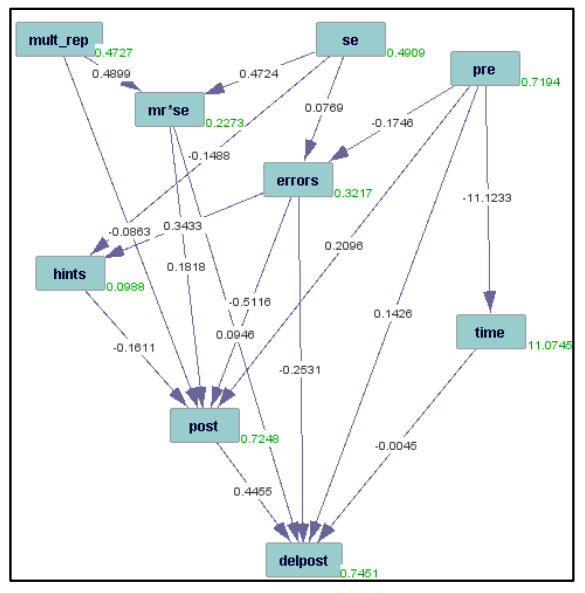 mult_rep
0.4727
se
0.4909
pre
0.7194
0.4899
0.4724
mr*se
0.2273
0.0769
-0.1746
-0.1488
errors
0.3217
-11.1233
-0.0863
0.3433
0.2096
hints
0.0988
0.1818
-0.5116
0.1426
time
11.0745
0.0946
-0.1611
-0.2531
post
0.7248
-0.0045
0.4455
delpost
0.7451